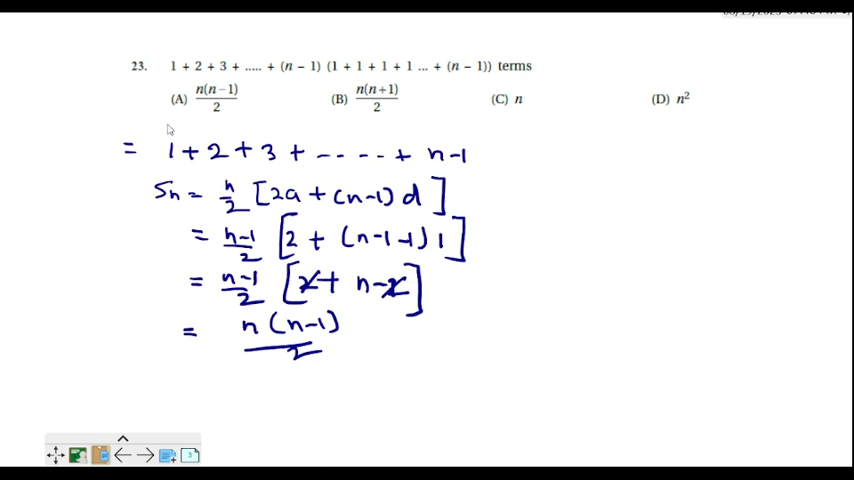 23. 1 + 2 + 3 + ..... + (n − 1) (1 + 1 + 1 + 1 ... + (n − 1)) terms
(A) n(n−1)/2 (B) n(n+1)/2 (C) n (D) n²
= 1 + 2 + 3 + - - - - - + n-1
Sn = n/2 [2a + (n-1) d]
= n-1/2 [2 + (n-1-1) 1]
= n-1/2 [2 + n-2]
= n(n-1)/2
3